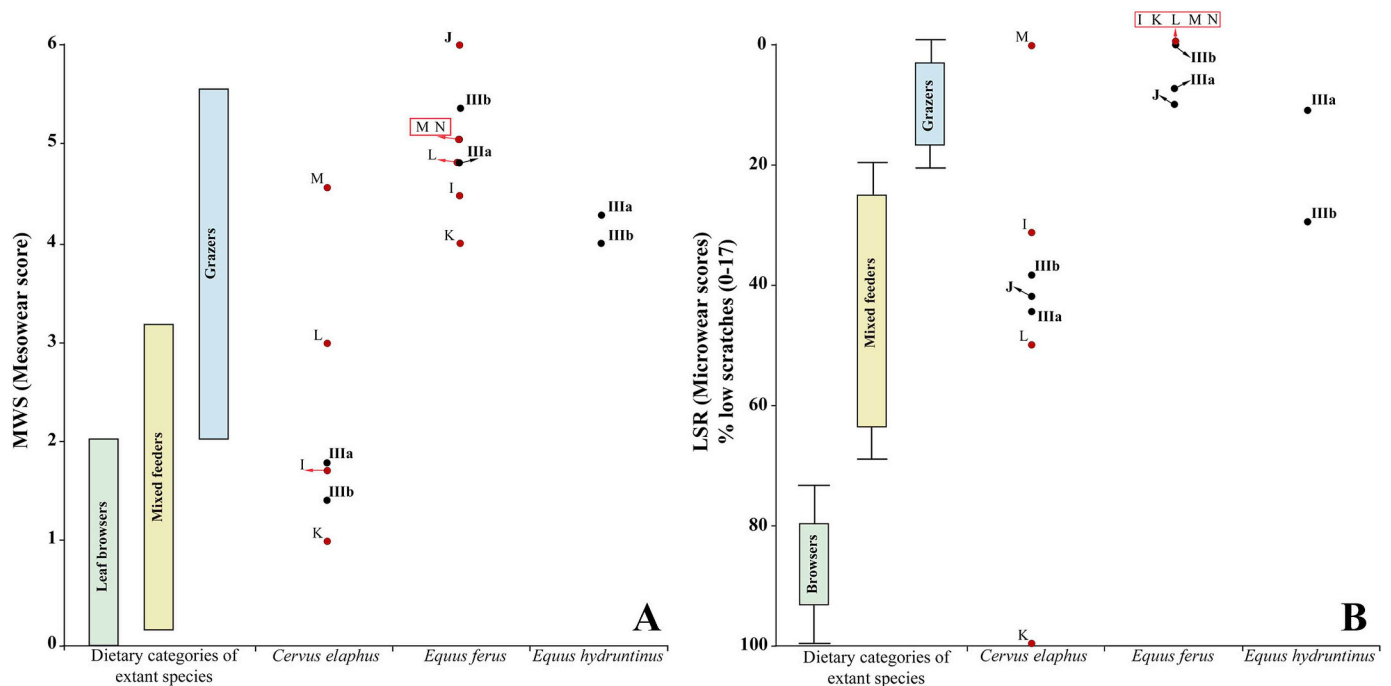 6
5
4
3
2
1
0
MWS (Mesowear score)
Leaf browsers
Mixed feeders
Grazers
M
L
IIIa
I
IIIb
K
J
IIIb
M N
L
IIIa
I
K
IIIa
IIIb
A
Dietary categories of
extant species
Cervus elaphus
Equus ferus
Equus hydruntinus
0
20
40
60
80
100
LSR (Microwear scores)
% low scratches (0-17)
Browsers
Mixed feeders
Grazers
M
I
IIIb
J
IIIa
L
K
I K L M N
IIIb
IIIa
J
IIIa
IIIb
B
Dietary categories of
extant species
Cervus elaphus
Equus ferus
Equus hydruntinus